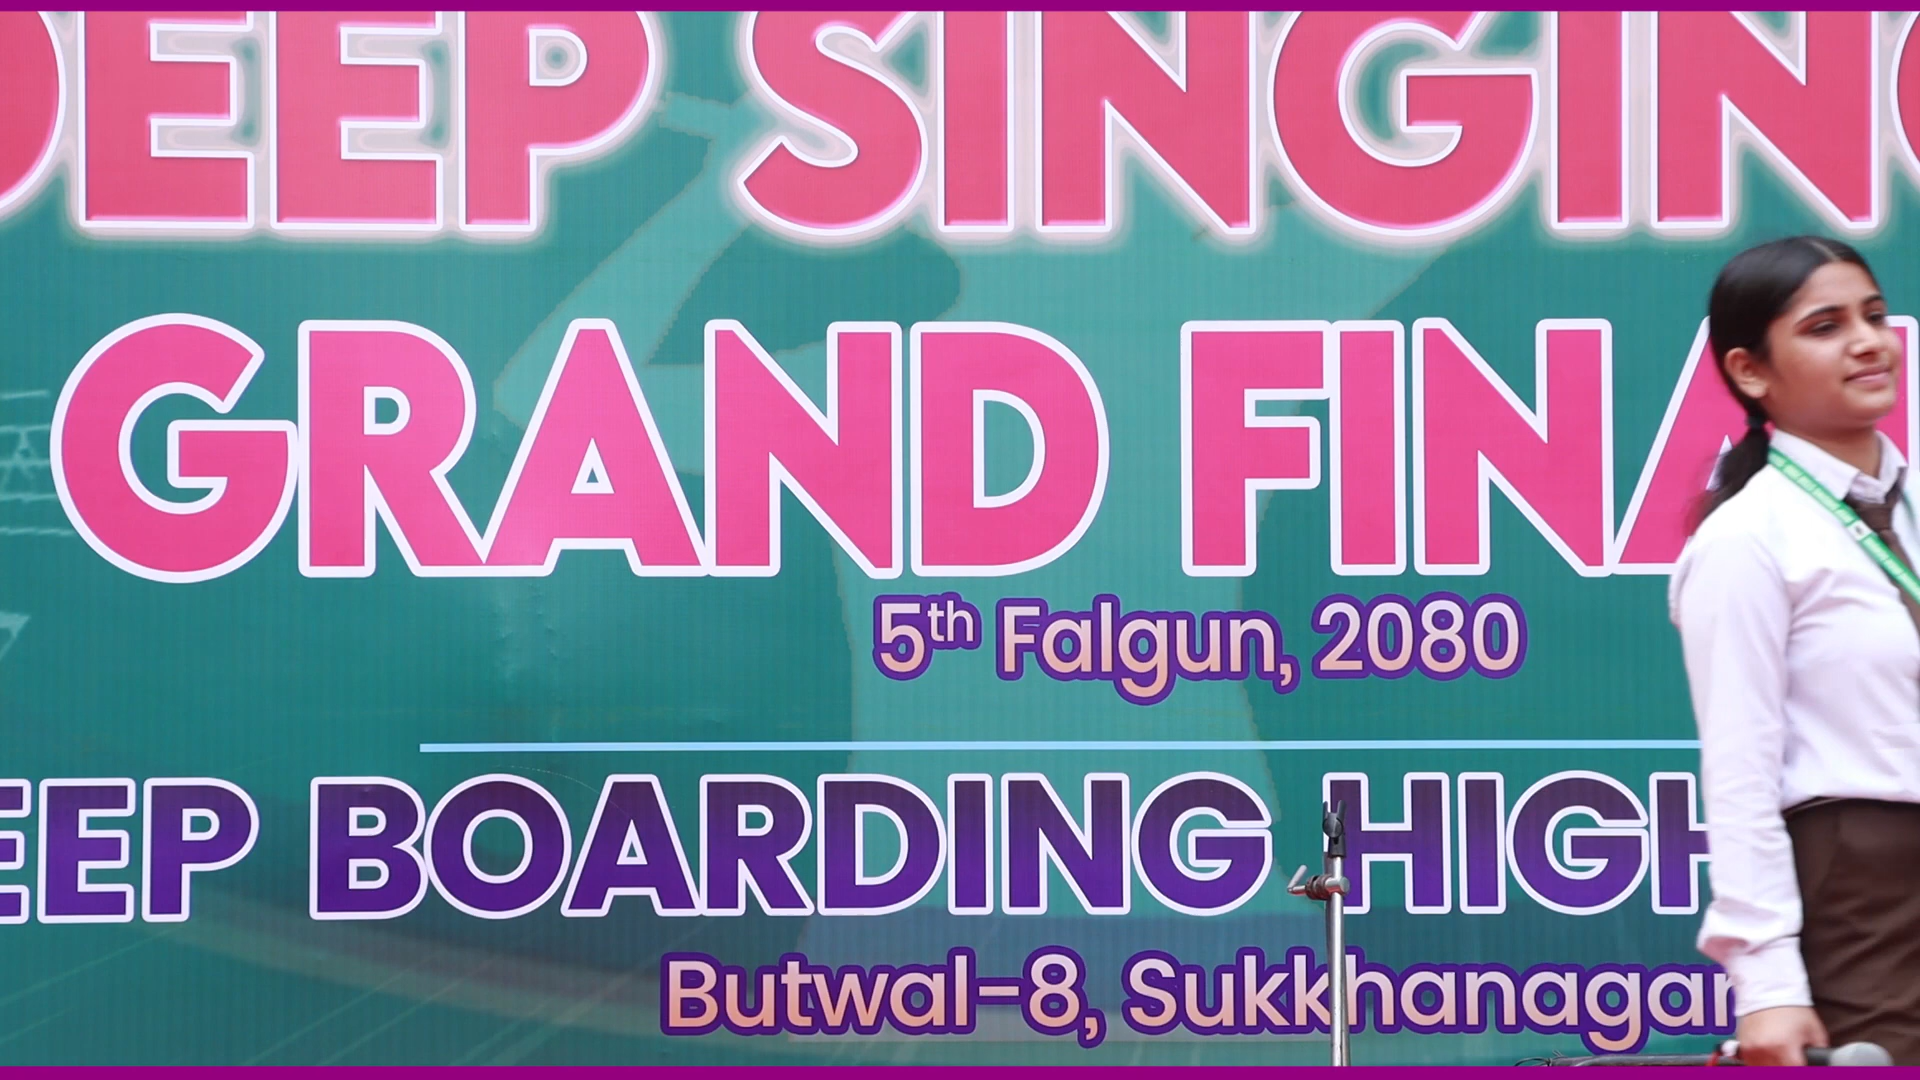 DEEP SINGING
GRAND FINA
5th Falgun, 2080
EEP BOARDING HIGH
Butwal-8, Sukkhanagar